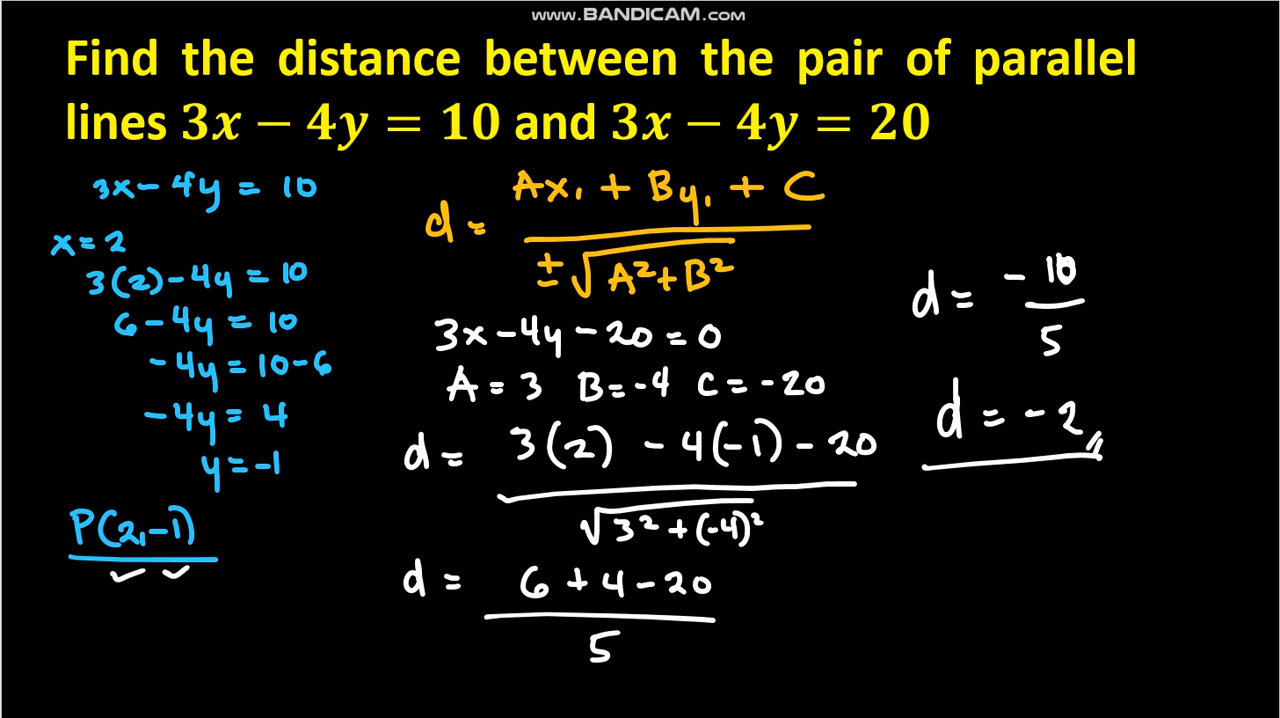 www.BANDICAM.com
Find the distance between the pair of parallel
lines 3x − 4y = 10 and 3x − 4y = 20
3x − 4y = 10
x = 2
3(2) − 4y = 10
6 − 4y = 10
−4y = 10 − 6
−4y = 4
y = −1
P(2, −1)
d = Ax₁ + By₁ + C / ± √A² + B²
3x − 4y − 20 = 0
A = 3 B = −4 C = −20
d = 3(2) − 4(−1) − 20 / √3² + (−4)²
d = 6 + 4 − 20 / 5
d = −10 / 5
d = −2